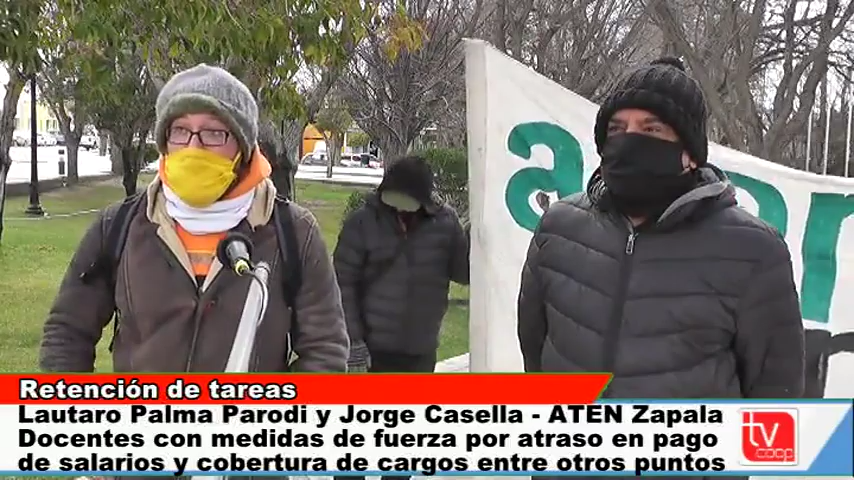 Retención de tareas
Lautaro Palma Parodi y Jorge Casella - ATEN Zapala
Docentes con medidas de fuerza por atraso en pago
de salarios y cobertura de cargos entre otros puntos
tv
coop